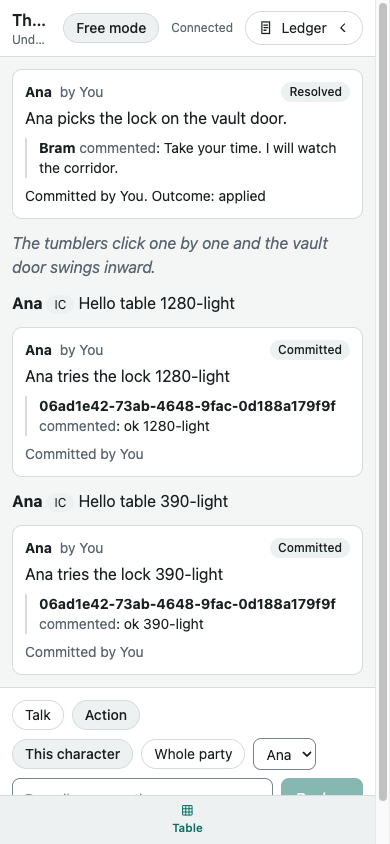 Th...
Und...
Free mode
Connected
Ledger
Ana by You
Resolved
Ana picks the lock on the vault door.
Bram commented: Take your time. I will watch
the corridor.
Committed by You. Outcome: applied
The tumblers click one by one and the vault
door swings inward.
Ana IC Hello table 1280-light
Ana by You
Committed
Ana tries the lock 1280-light
06ad1e42-73ab-4648-9fac-0d188a179f9f
commented: ok 1280-light
Committed by You
Ana IC Hello table 390-light
Ana by You
Committed
Ana tries the lock 390-light
06ad1e42-73ab-4648-9fac-0d188a179f9f
commented: ok 390-light
Committed by You
Talk
Action
This character
Whole party
Ana
Table